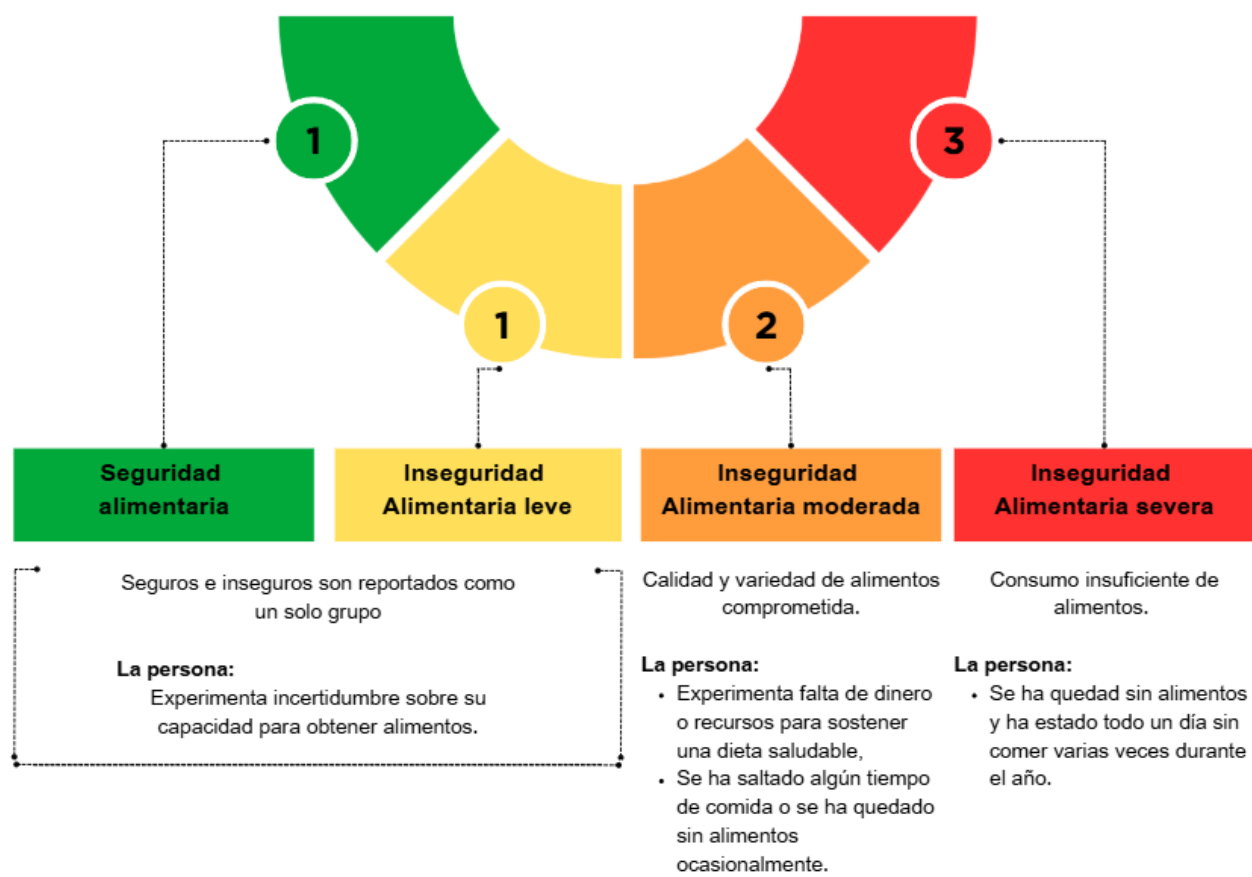 1
3
1
2
Seguridad
alimentaria
Inseguridad
Alimentaria leve
Inseguridad
Alimentaria moderada
Inseguridad
Alimentaria severa
Seguros e inseguros son reportados como
un solo grupo
La persona:
Experimenta incertidumbre sobre su
capacidad para obtener alimentos.
Calidad y variedad de alimentos
comprometida.
La persona:
• Experimenta falta de dinero
o recursos para sostener
una dieta saludable,
• Se ha saltado algún tiempo
de comida o se ha quedado
sin alimentos
ocasionalmente.
Consumo insuficiente de
alimentos.
La persona:
• Se ha quedad sin alimentos
y ha estado todo un día sin
comer varias veces durante
el año.